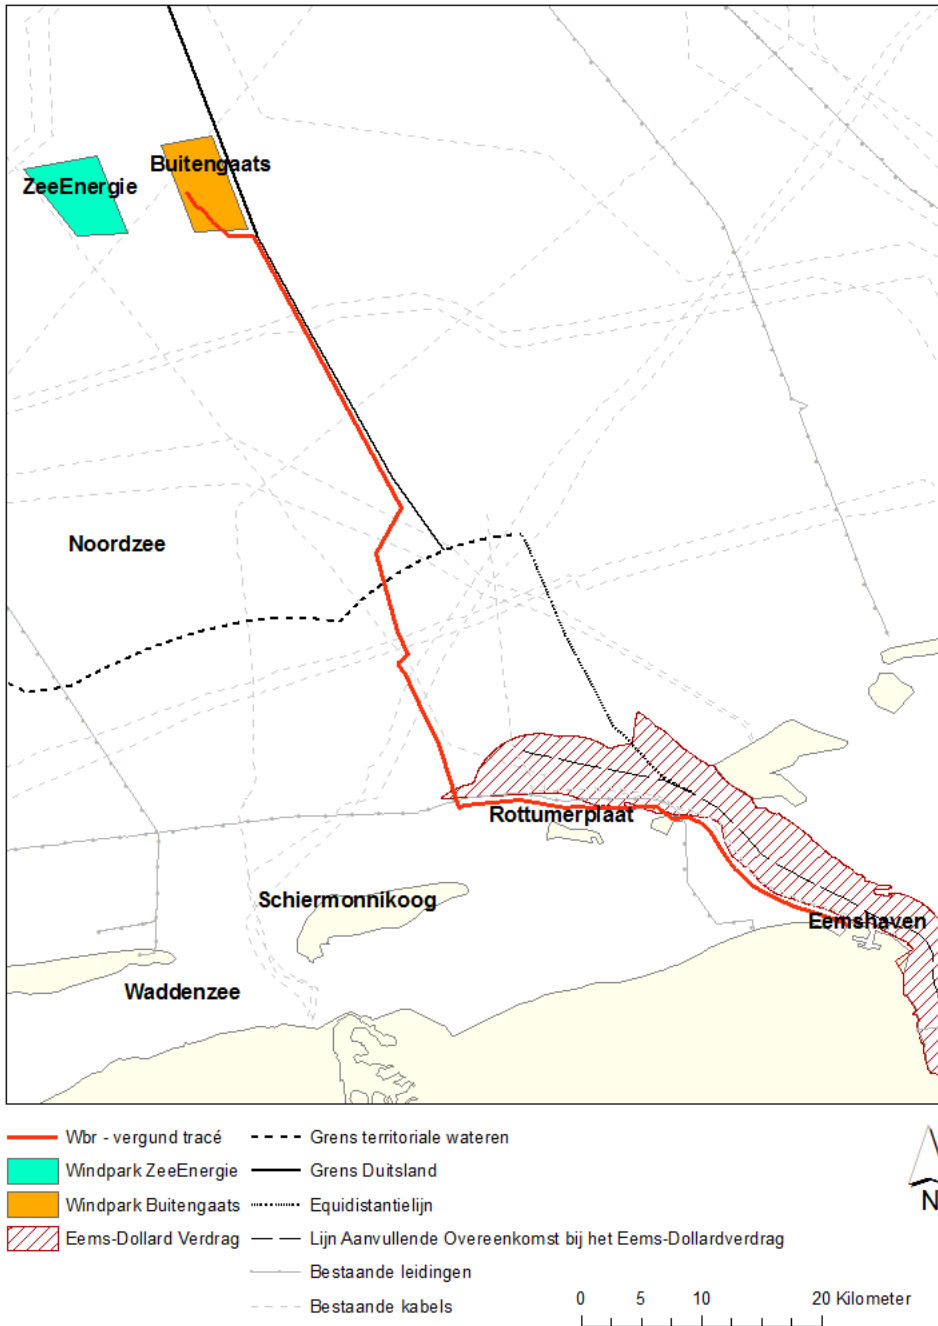 Buitengaats
ZeeEnergie
Noordzee
Rottumerplaat
Schiermonnikoog
Eemshaven
Waddenzee
Wbr - vergund tracé
Windpark ZeeEnergie
Windpark Buitengaats
Eems-Dollard Verdrag
Grens territoriale wateren
Grens Duitsland
Equidistantielijn
Lijn Aanvullende Overeenkomst bij het Eems-Dollardverdrag
Bestaande leidingen
Bestaande kabels
N
0 5 10 20 Kilometer